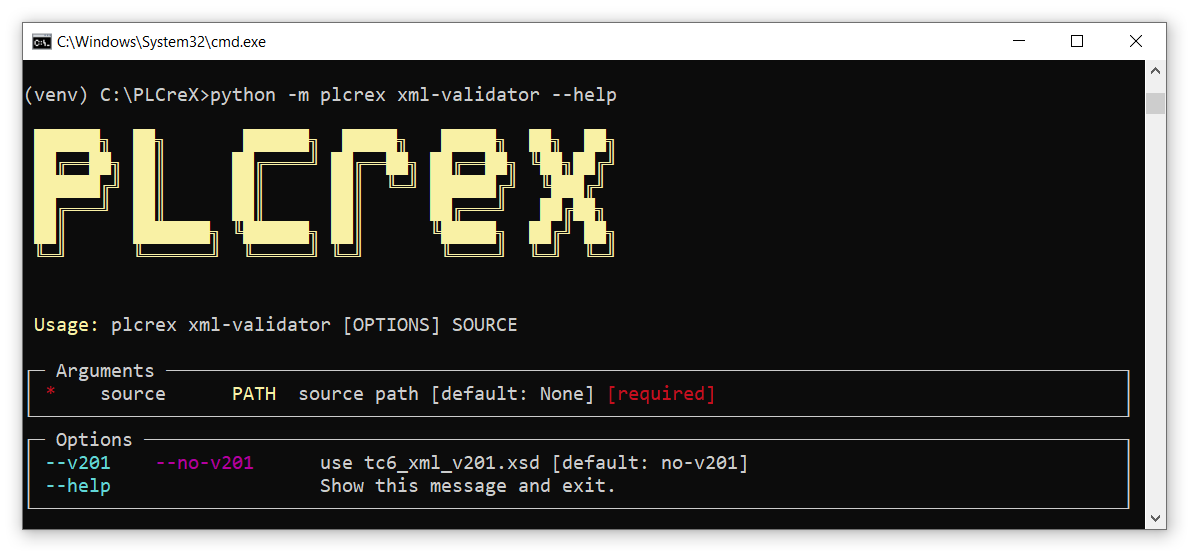 C:\Windows\System32\cmd.exe
(venv) C:\PLCreX>python -m plcrex xml-validator --help
PLCreX
Usage: plcrex xml-validator [OPTIONS] SOURCE
Arguments
* source PATH source path [default: None] [required]
Options
--v201 --no-v201 use tc6_xml_v201.xsd [default: no-v201]
--help Show this message and exit.